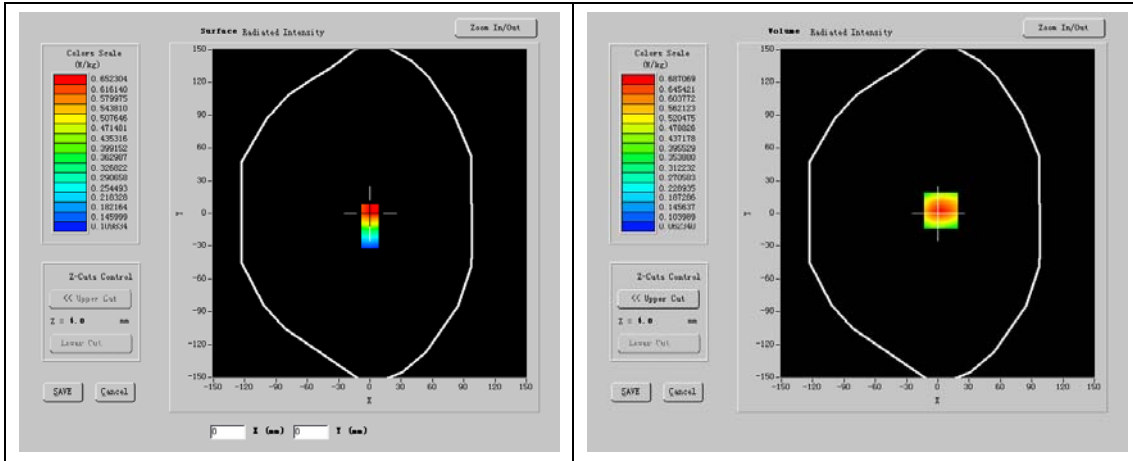 Surface Radiated Intensity
Zoom In/Out
Colors Scale
(W/kg)
0.652304
0.616140
0.579975
0.543810
0.507646
0.471481
0.435316
0.399152
0.362987
0.326822
0.290658
0.254493
0.218328
0.182164
0.145999
0.109834
150
90
60
30
0
-30
-60
-90
-120
-150
Y
-150 -120 -90 -60 -30 0 30 60 90 120 150
X
Z-Cuts Control
<< Upper Cut
Z = 4.0 mm
Lower Cut
SAVE Cancel
0 X (mm) 0 Y (mm)
Volume Radiated Intensity
Zoom In/Out
Colors Scale
(W/kg)
0.687069
0.645421
0.603772
0.562123
0.520475
0.478826
0.437178
0.395529
0.353880
0.312232
0.270583
0.228935
0.187286
0.145637
0.103989
0.062340
150
120
90
60
30
0
-30
-60
-90
-120
-150
Y
-150 -120 -90 -60 -30 0 30 60 90 120 150
X
Z-Cuts Control
<< Upper Cut
Z = 4.0 mm
Lower Cut
SAVE Cancel